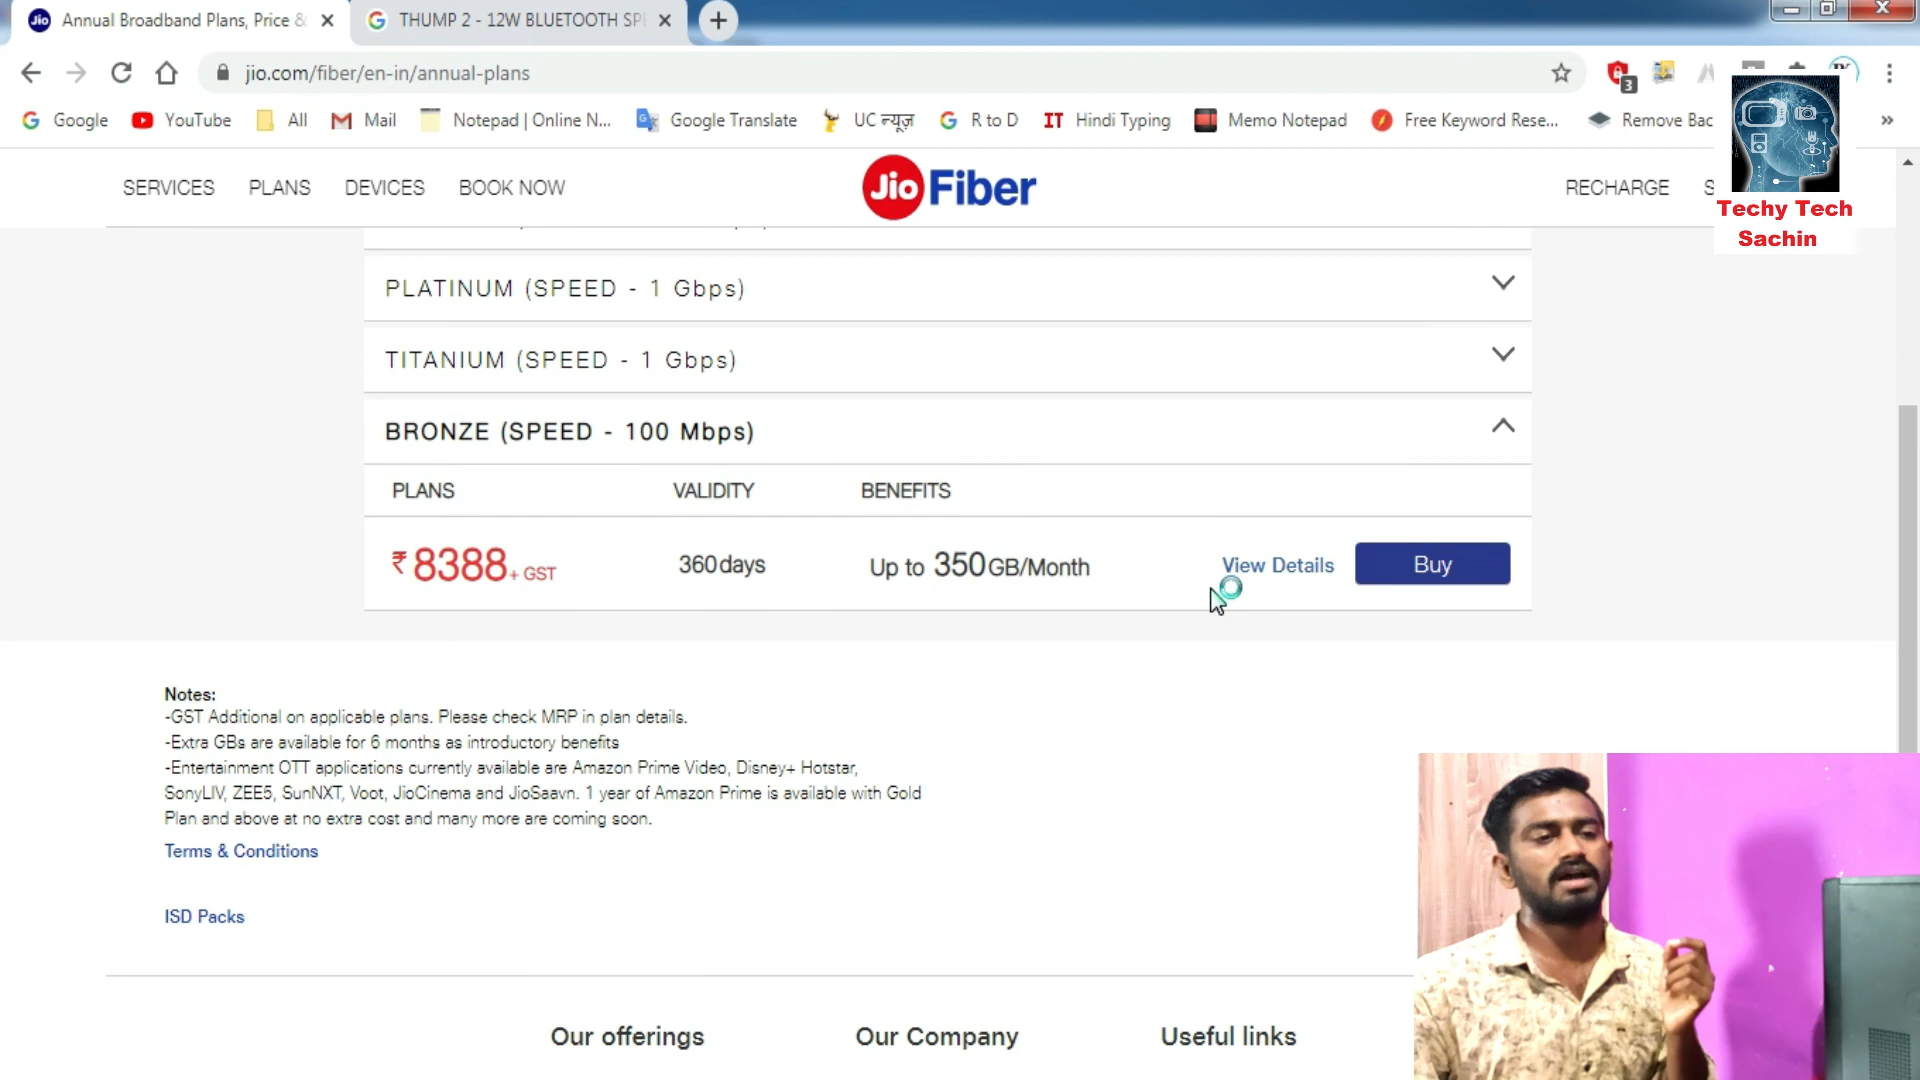 Jio Annual Broadband Plans, Price &
THUMP 2 - 12W BLUETOOTH SPE
jio.com/fiber/en-in/annual-plans
3
Google YouTube All Mail Notepad | Online N... Google Translate UC न्यूज़ R to D IT Hindi Typing Memo Notepad Free Keyword Rese... Remove Bac »
SERVICES PLANS DEVICES BOOK NOW Jio Fiber RECHARGE S
Techy Tech
Sachin
PLATINUM (SPEED - 1 Gbps)
TITANIUM (SPEED - 1 Gbps)
BRONZE (SPEED - 100 Mbps)
PLANS VALIDITY BENEFITS
₹8388 + GST 360 days Up to 350GB/Month View Details Buy
Notes:
-GST Additional on applicable plans. Please check MRP in plan details.
-Extra GBs are available for 6 months as introductory benefits
-Entertainment OTT applications currently available are Amazon Prime Video, Disney+ Hotstar,
SonyLIV, ZEE5, SunNXT, Voot, JioCinema and JioSaavn. 1 year of Amazon Prime is available with Gold
Plan and above at no extra cost and many more are coming soon.
Terms & Conditions
ISD Packs
Our offerings Our Company Useful links